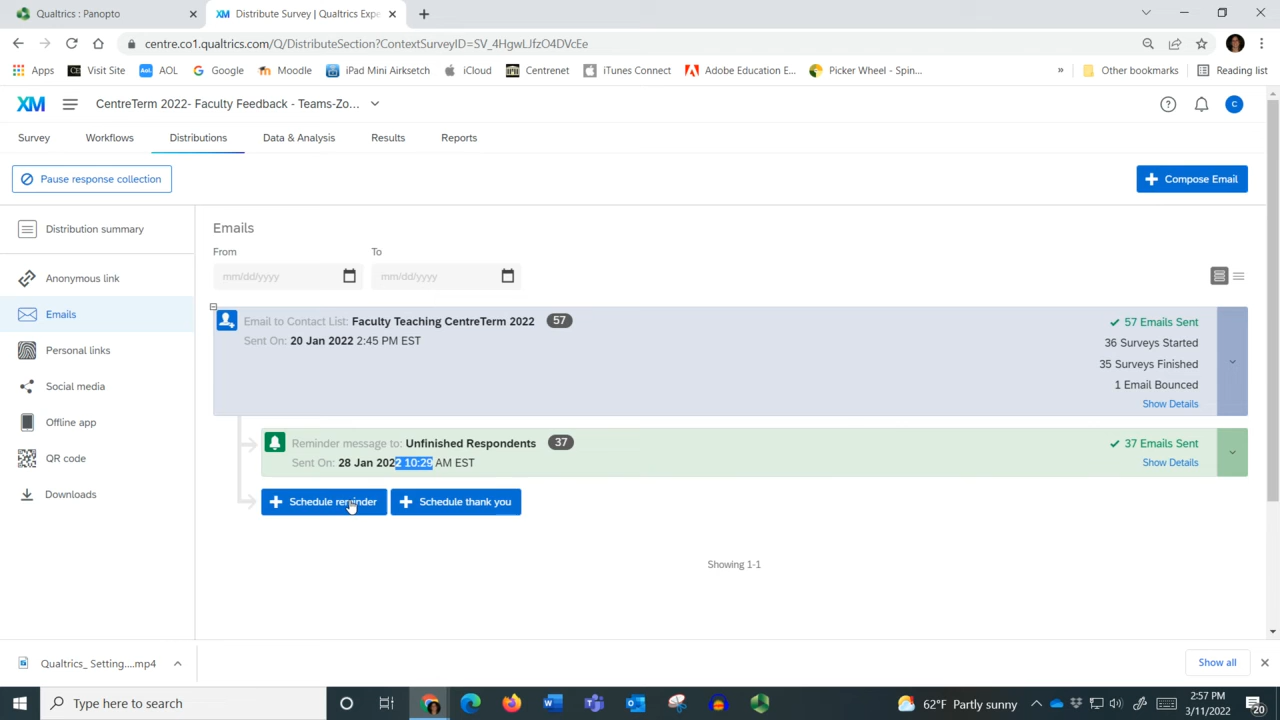 Qualtrics : Panopto
XM Distribute Survey | Qualtrics Expe
centre.co1.qualtrics.com/Q/DistributeSection?ContextSurveyID=SV_4HgwLJfzO4DVcEe
Apps
Visit Site
AOL
Google
Moodle
iPad Mini Airksetch
iCloud
Centrenet
iTunes Connect
Adobe Education E...
Picker Wheel - Spin...
»
Other bookmarks
Reading list
XM
CentreTerm 2022- Faculty Feedback - Teams-Zo...
C
Survey
Workflows
Distributions
Data & Analysis
Results
Reports
Pause response collection
Compose Email
Distribution summary
Anonymous link
Emails
Personal links
Social media
Offline app
QR code
Downloads
Emails
From
To
mm/dd/yyyy
mm/dd/yyyy
Email to Contact List: Faculty Teaching CentreTerm 2022 57
Sent On: 20 Jan 2022 2:45 PM EST
57 Emails Sent
36 Surveys Started
35 Surveys Finished
1 Email Bounced
Show Details
Reminder message to: Unfinished Respondents 37
Sent On: 28 Jan 2022 10:29 AM EST
37 Emails Sent
Show Details
Schedule reminder
Schedule thank you
Showing 1-1
Qualtrics_ Setting....mp4
Show all
Type here to search
62°F Partly sunny
2:57 PM
3/11/2022
20